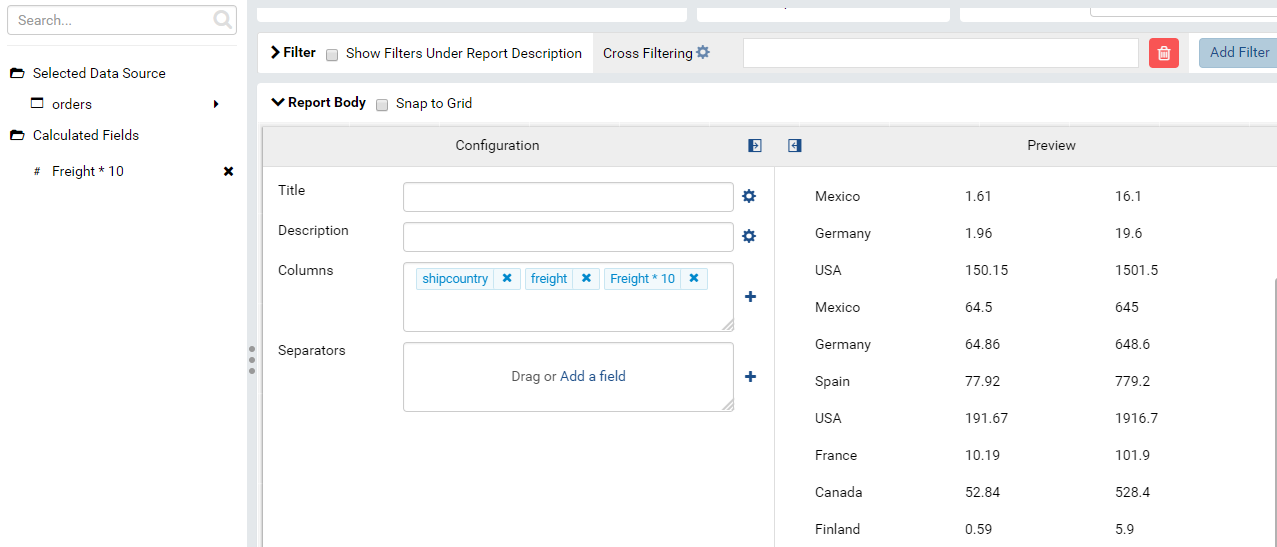 Search...
Selected Data Source
orders
Calculated Fields
# Freight * 10
Filter Show Filters Under Report Description Cross Filtering Add Filter
Report Body Snap to Grid
Configuration
Title
Description
Columns shipcountry freight Freight * 10
Separators Drag or Add a field
Preview
Mexico 1.61 16.1
Germany 1.96 19.6
USA 150.15 1501.5
Mexico 64.5 645
Germany 64.86 648.6
Spain 77.92 779.2
USA 191.67 1916.7
France 10.19 101.9
Canada 52.84 528.4
Finland 0.59 5.9